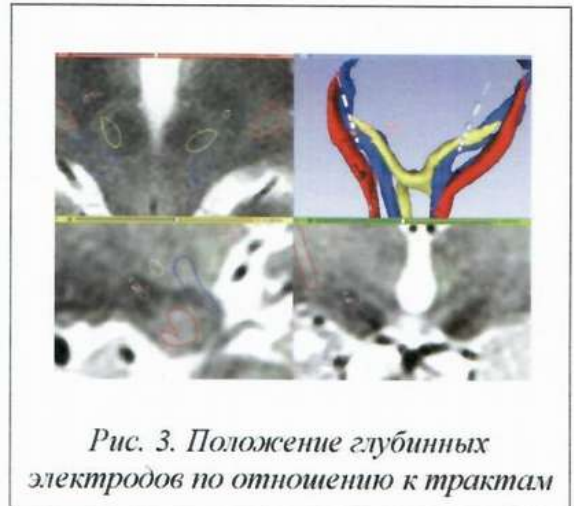 Рис. 3. Положение глубинных
электродов по отношению к трактам